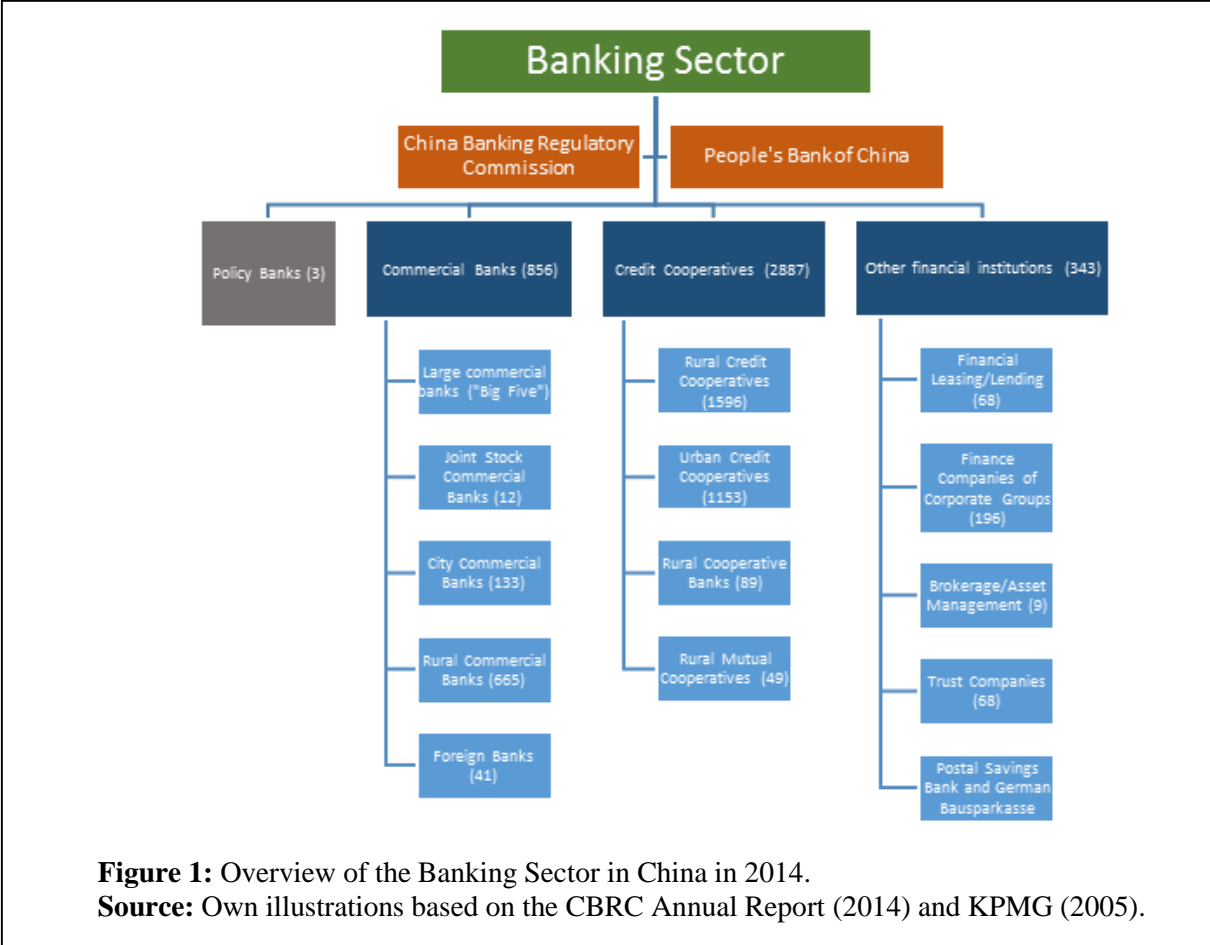 Banking Sector
China Banking Regulatory
Commission
People's Bank of China
Policy Banks (3)
Commercial Banks (856)
Credit Cooperatives (2887)
Other financial institutions (343)
Large commercial
banks ("Big Five")
Joint Stock
Commercial
Banks (12)
City Commercial
Banks (133)
Rural Commercial
Banks (665)
Foreign Banks
(41)
Rural Credit
Cooperatives
(1596)
Urban Credit
Cooperatives
(1153)
Rural Cooperative
Banks (89)
Rural Mutual
Cooperatives (49)
Financial
Leasing/Lending
(68)
Finance
Companies of
Corporate Groups
(196)
Brokerage/Asset
Management (9)
Trust Companies
(68)
Postal Savings
Bank and German
Bausparkasse
Figure 1: Overview of the Banking Sector in China in 2014.
Source: Own illustrations based on the CBRC Annual Report (2014) and KPMG (2005).